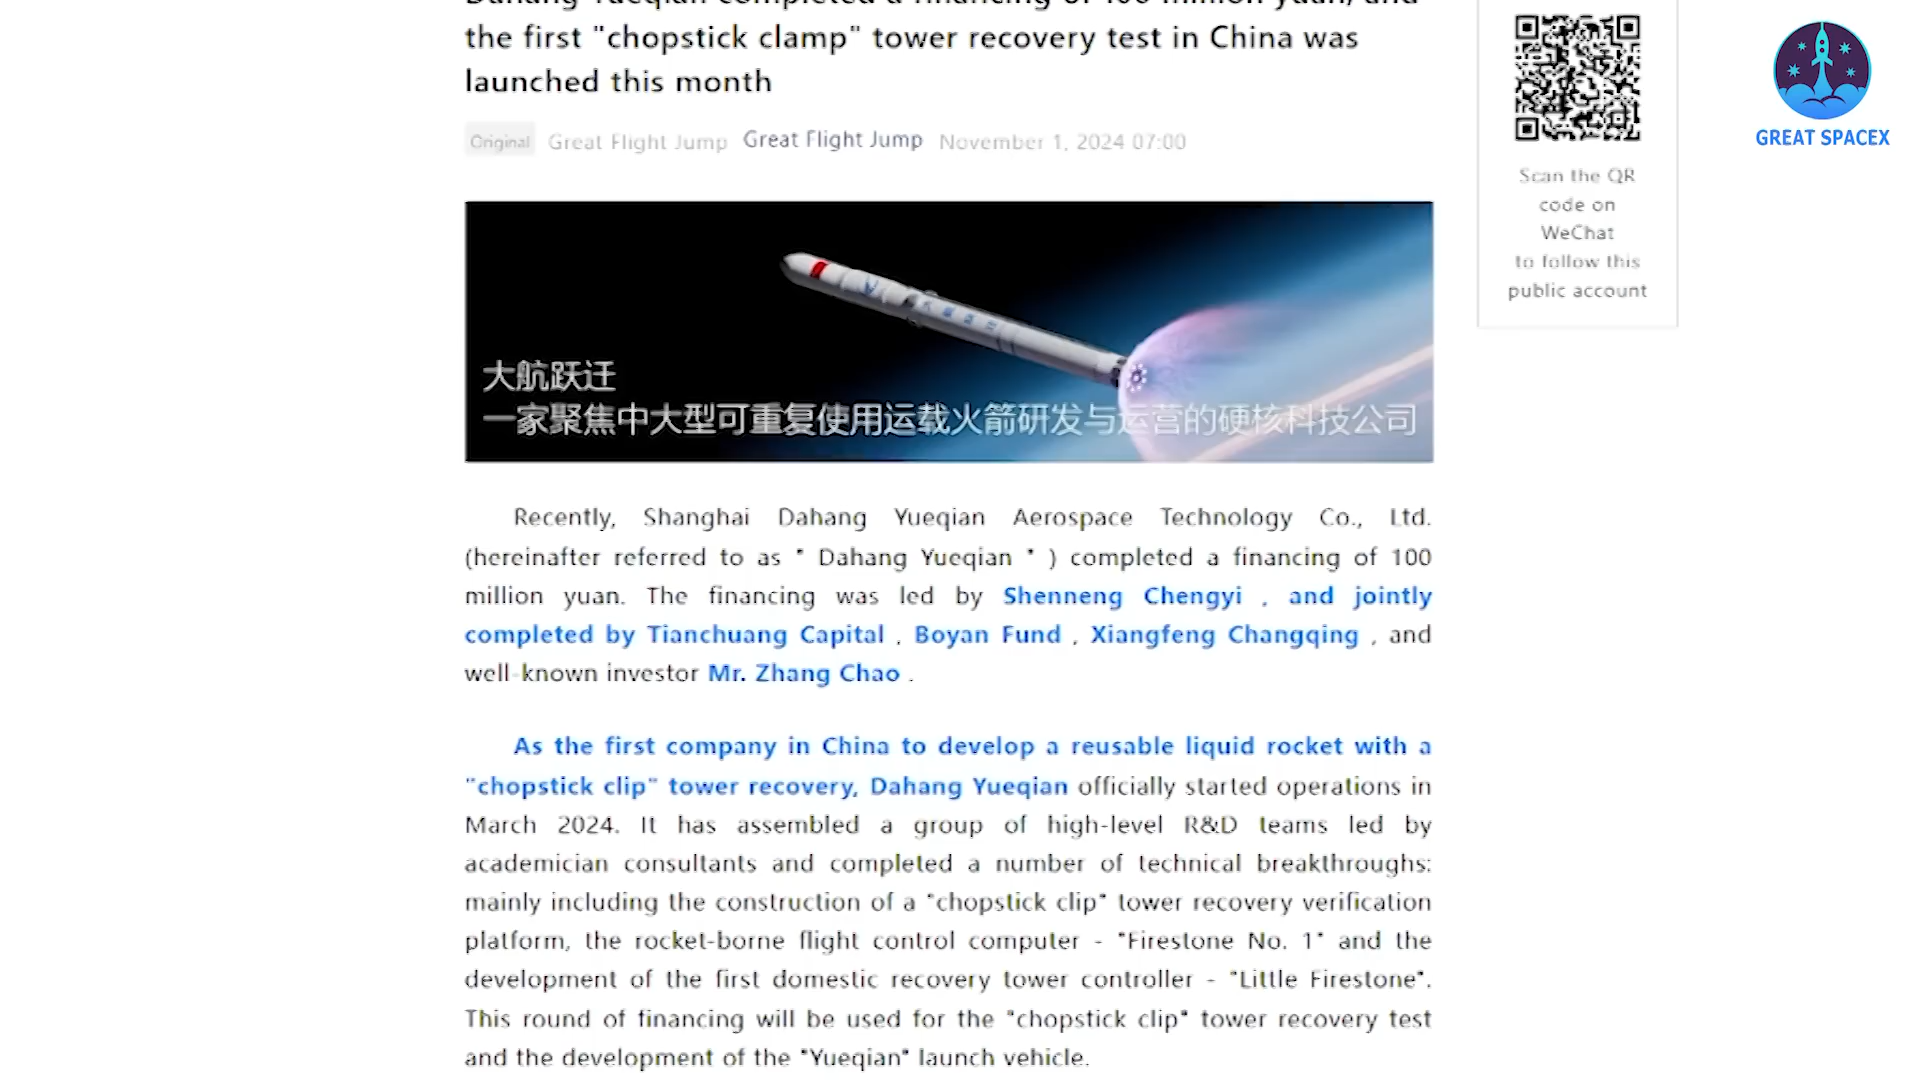 Dahang Yueqian completed a financing of 100 million yuan, and
the first "chopstick clamp" tower recovery test in China was
launched this month
Original Great Flight Jump Great Flight Jump November 1, 2024 07:00
大航跃迁
一家聚焦中大型可重复使用运载火箭研发与运营的硬核科技公司
Recently, Shanghai Dahang Yueqian Aerospace Technology Co., Ltd.
(hereinafter referred to as " Dahang Yueqian " ) completed a financing of 100
million yuan. The financing was led by Shenneng Chengyi , and jointly
completed by Tianchuang Capital , Boyan Fund , Xiangfeng Changqing , and
well-known investor Mr. Zhang Chao .
As the first company in China to develop a reusable liquid rocket with a
"chopstick clip" tower recovery, Dahang Yueqian officially started operations in
March 2024. It has assembled a group of high-level R&D teams led by
academician consultants and completed a number of technical breakthroughs:
mainly including the construction of a "chopstick clip" tower recovery verification
platform, the rocket-borne flight control computer - "Firestone No. 1" and the
development of the first domestic recovery tower controller - "Little Firestone".
This round of financing will be used for the "chopstick clip" tower recovery test
and the development of the "Yueqian" launch vehicle.
Scan the QR
code on
WeChat
to follow this
public account
GREAT SPACEX